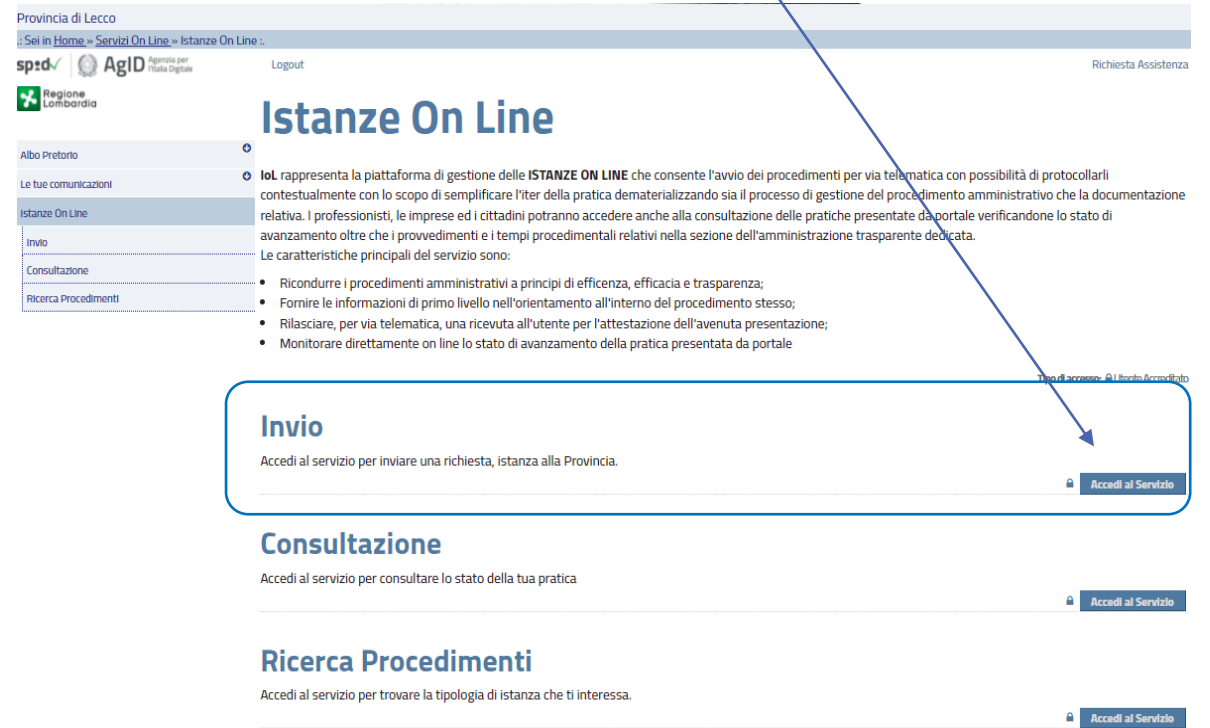 Provincia di Lecco
.: Sei in Home » Servizi On Line » Istanze On Line :.
sp:d AgID Agenzia per l'Italia Digitale
Logout
Richiesta Assistenza
Regione Lombardia
Istanze On Line
Albo Pretorio
Le tue comunicazioni
Istanze On Line
Invio
Consultazione
Ricerca Procedimenti
IoL rappresenta la piattaforma di gestione delle ISTANZE ON LINE che consente l'avvio dei procedimenti per via telematica con possibilità di protocollarli
contestualmente con lo scopo di semplificare l'iter della pratica dematerializzando sia il processo di gestione del procedimento amministrativo che la documentazione
relativa. I professionisti, le imprese ed i cittadini potranno accedere anche alla consultazione delle pratiche presentate da portale verificandone lo stato di
avanzamento oltre che i provvedimenti e i tempi procedimentali relativi nella sezione dell'amministrazione trasparente dedicata.
Le caratteristiche principali del servizio sono:
• Ricondurre i procedimenti amministrativi a principi di efficenza, efficacia e trasparenza;
• Fornire le informazioni di primo livello nell'orientamento all'interno del procedimento stesso;
• Rilasciare, per via telematica, una ricevuta all'utente per l'attestazione dell'avenuta presentazione;
• Monitorare direttamente on line lo stato di avanzamento della pratica presentata da portale
Tipo di accesso: Utente Accreditato
Invio
Accedi al servizio per inviare una richiesta, istanza alla Provincia.
Accedi al Servizio
Consultazione
Accedi al servizio per consultare lo stato della tua pratica
Accedi al Servizio
Ricerca Procedimenti
Accedi al servizio per trovare la tipologia di istanza che ti interessa.
Accedi al Servizio